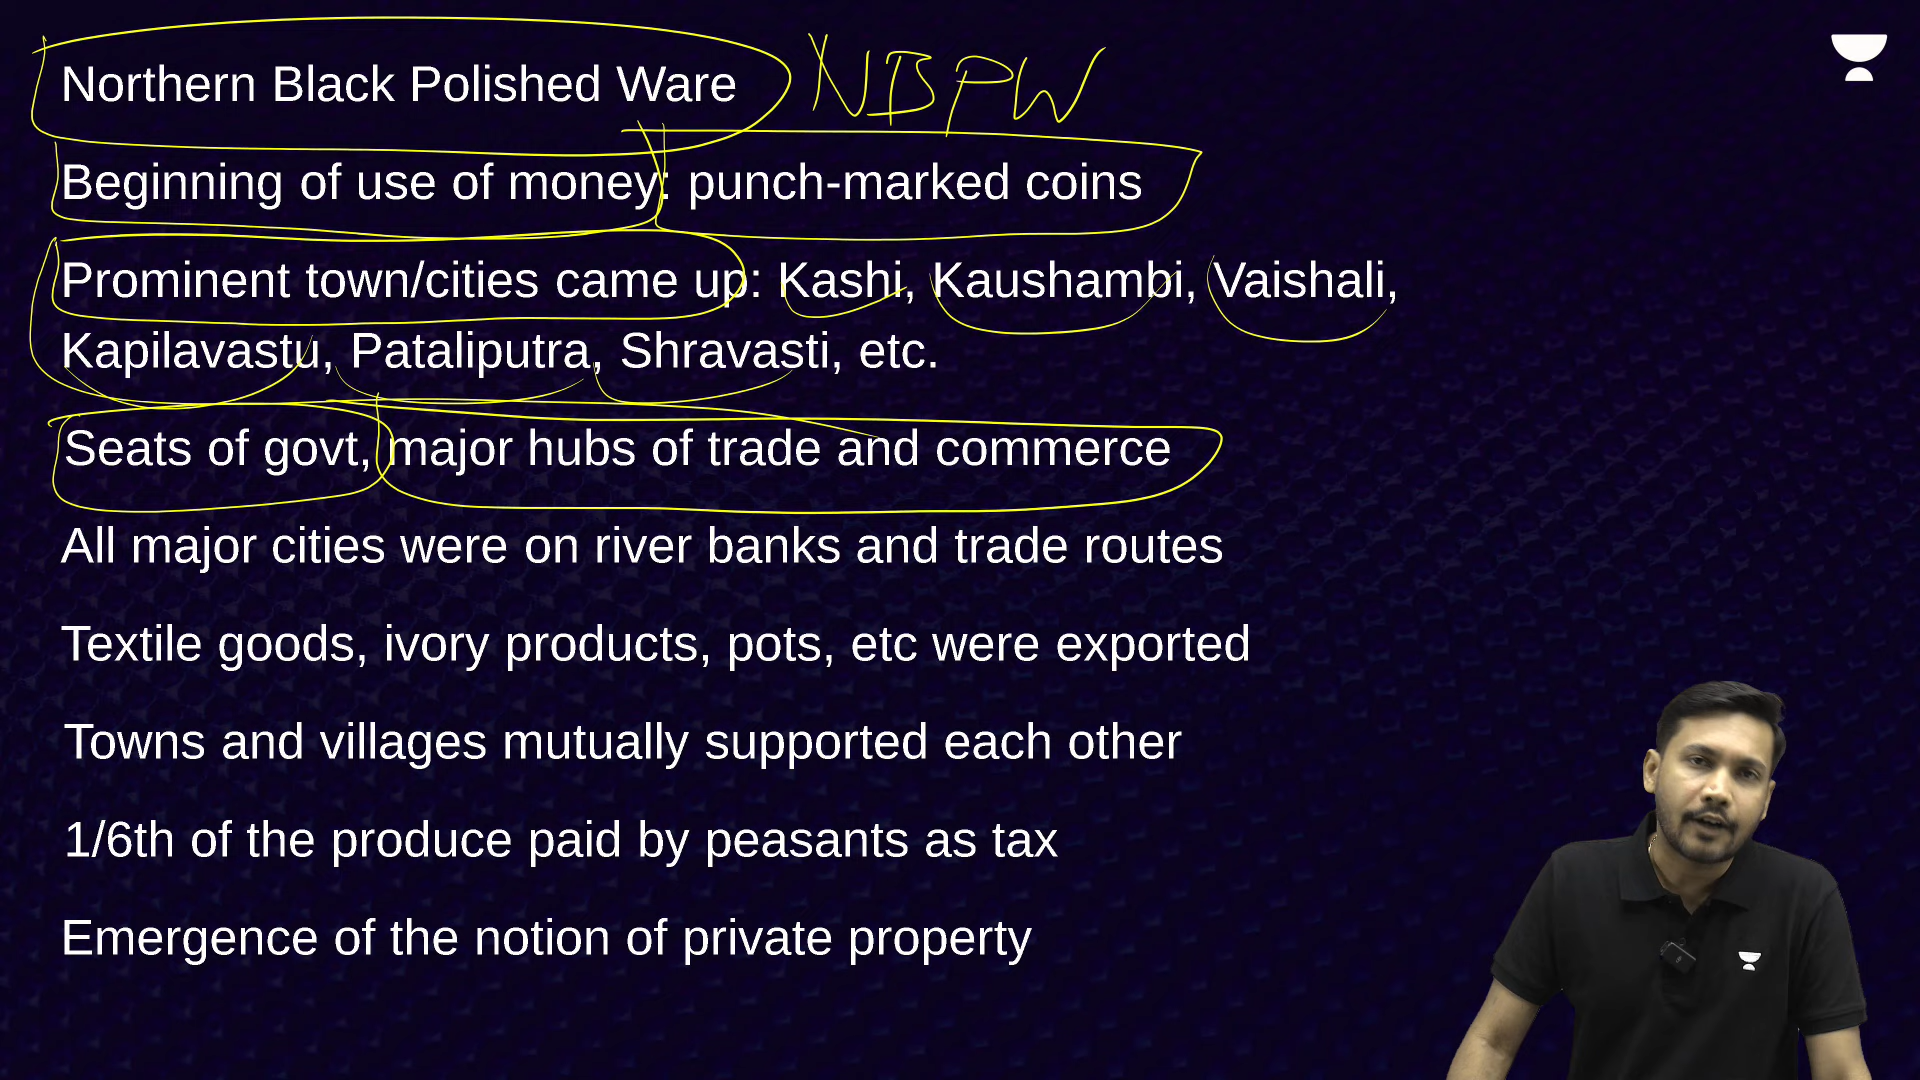 Northern Black Polished Ware NBPW
Beginning of use of money: punch-marked coins
Prominent town/cities came up: Kashi, Kaushambi, Vaishali,
Kapilavastu, Pataliputra, Shravasti, etc.
Seats of govt, major hubs of trade and commerce
All major cities were on river banks and trade routes
Textile goods, ivory products, pots, etc were exported
Towns and villages mutually supported each other
1/6th of the produce paid by peasants as tax
Emergence of the notion of private property